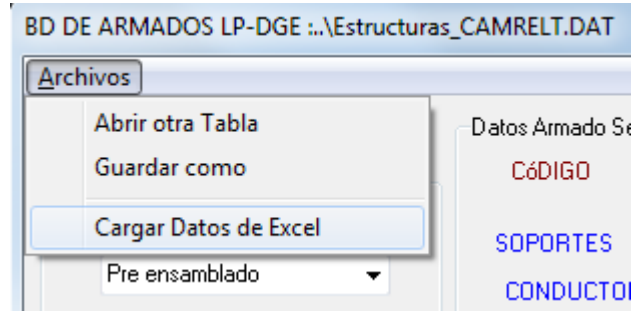 BD DE ARMADOS LP-DGE :..\Estructuras_CAMRELT.DAT
Archivos
Abrir otra Tabla
Guardar como
Cargar Datos de Excel
Pre ensamblado
Datos Armado Se
CóDIGO
SOPORTES
CONDUCTO